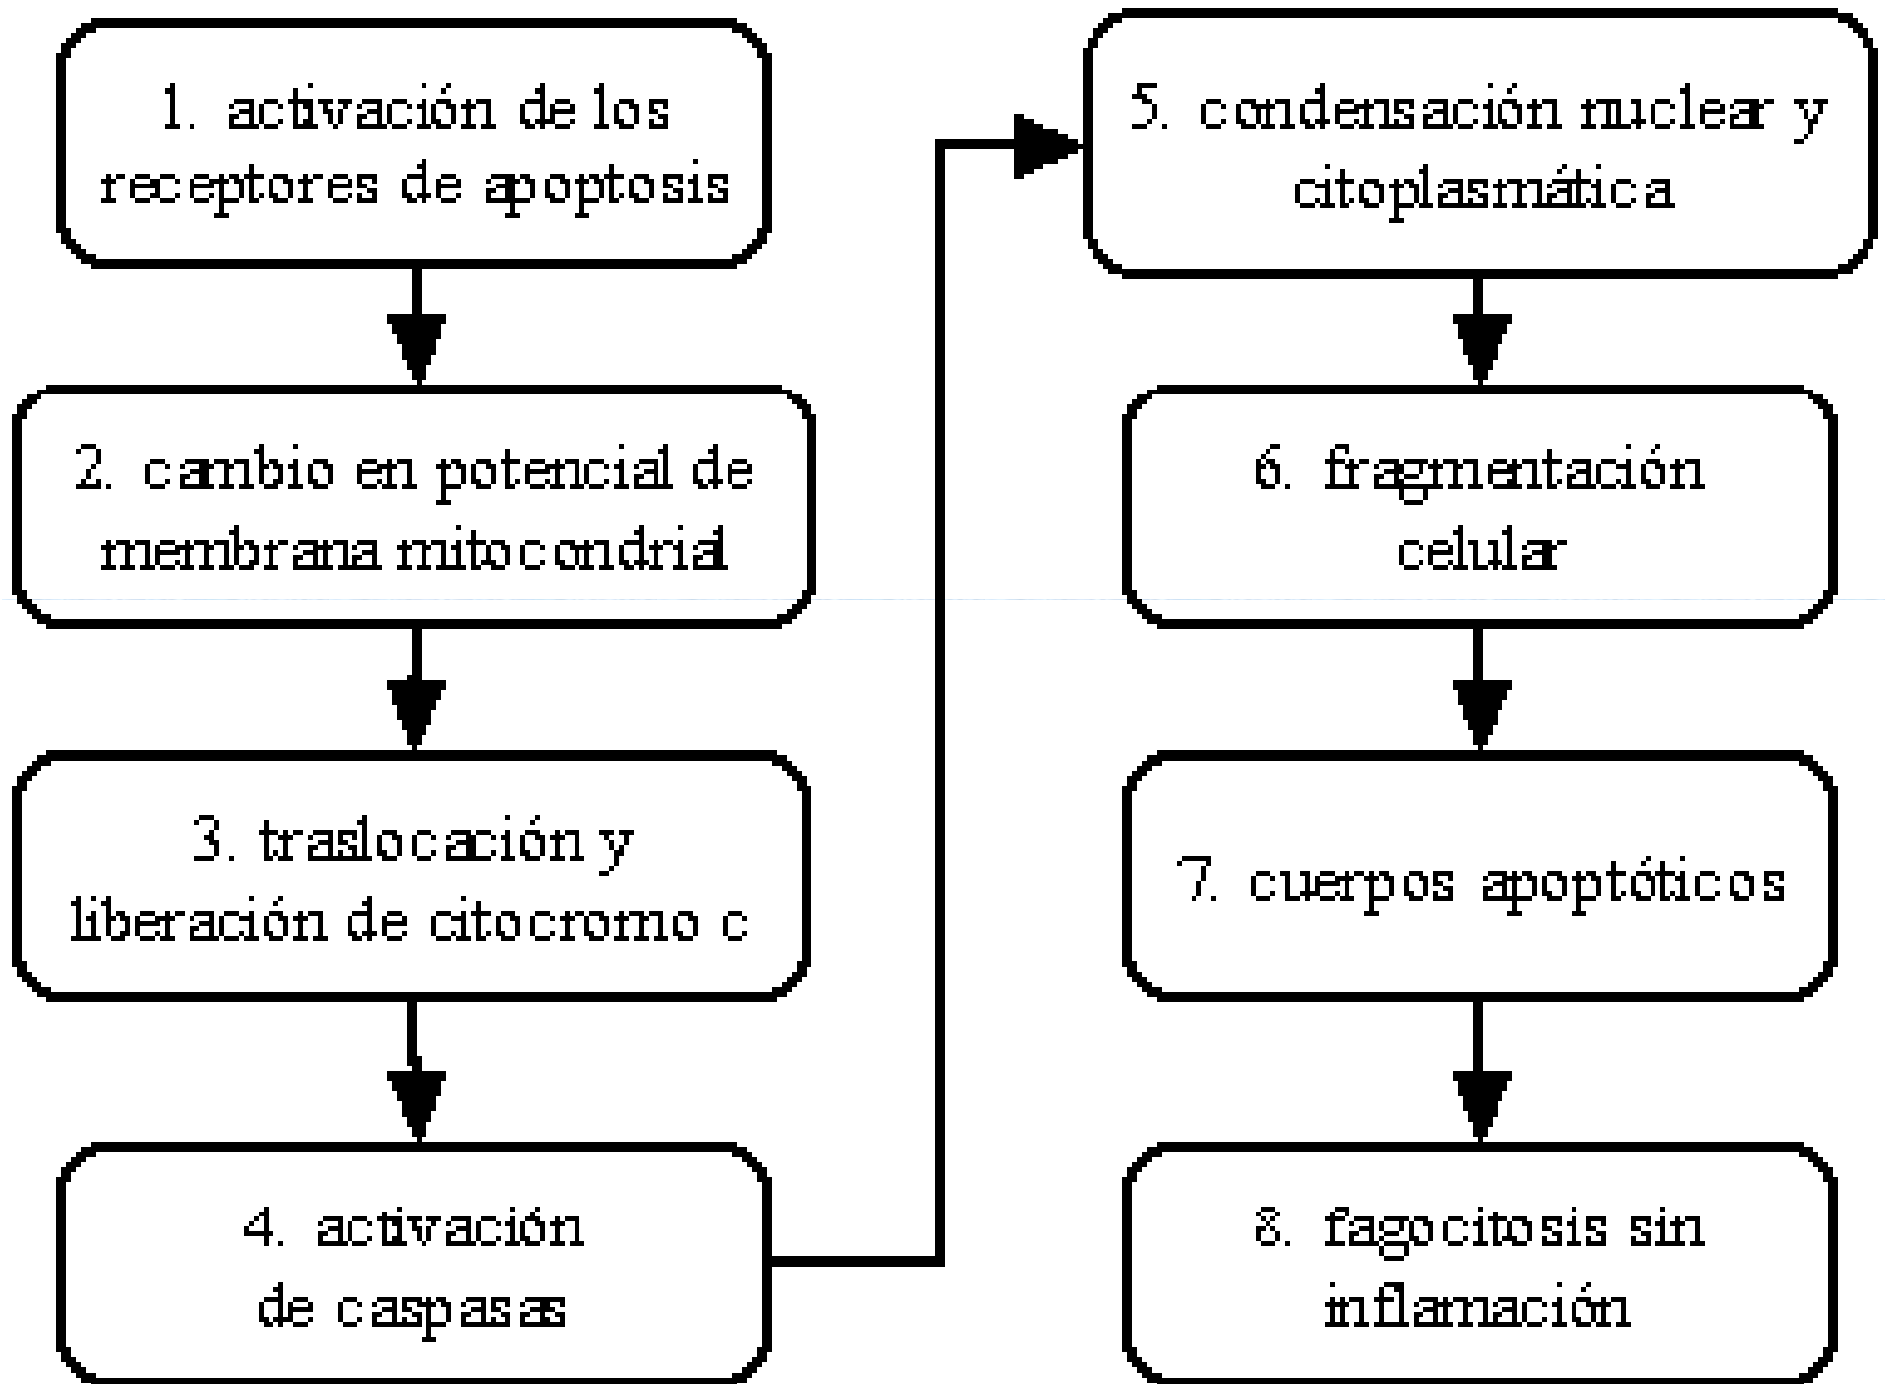 1. activación de los
receptores de apoptosis
2. cambio en potencial de
membrana mitocondrial
3. traslocación y
liberación de citocromo c
4. activación
de caspasas
5. condensación nuclear y
citoplasmática
6. fragmentación
celular
7. cuerpos apoptóticos
8. fagocitosis sin
inflamación